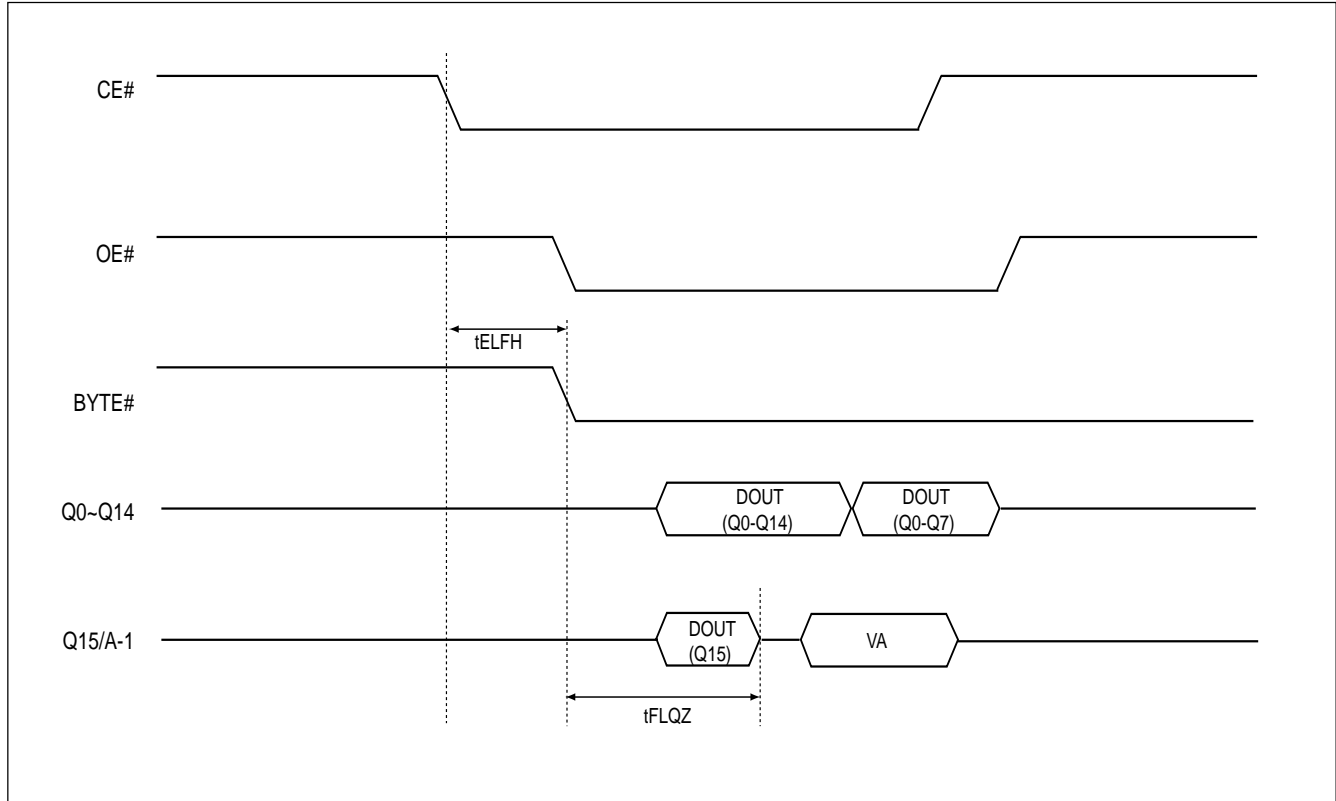 CE#
OE#
tELFH
BYTE#
Q0~Q14
DOUT
(Q0-Q14)
DOUT
(Q0-Q7)
Q15/A-1
DOUT
(Q15)
VA
tFLQZ